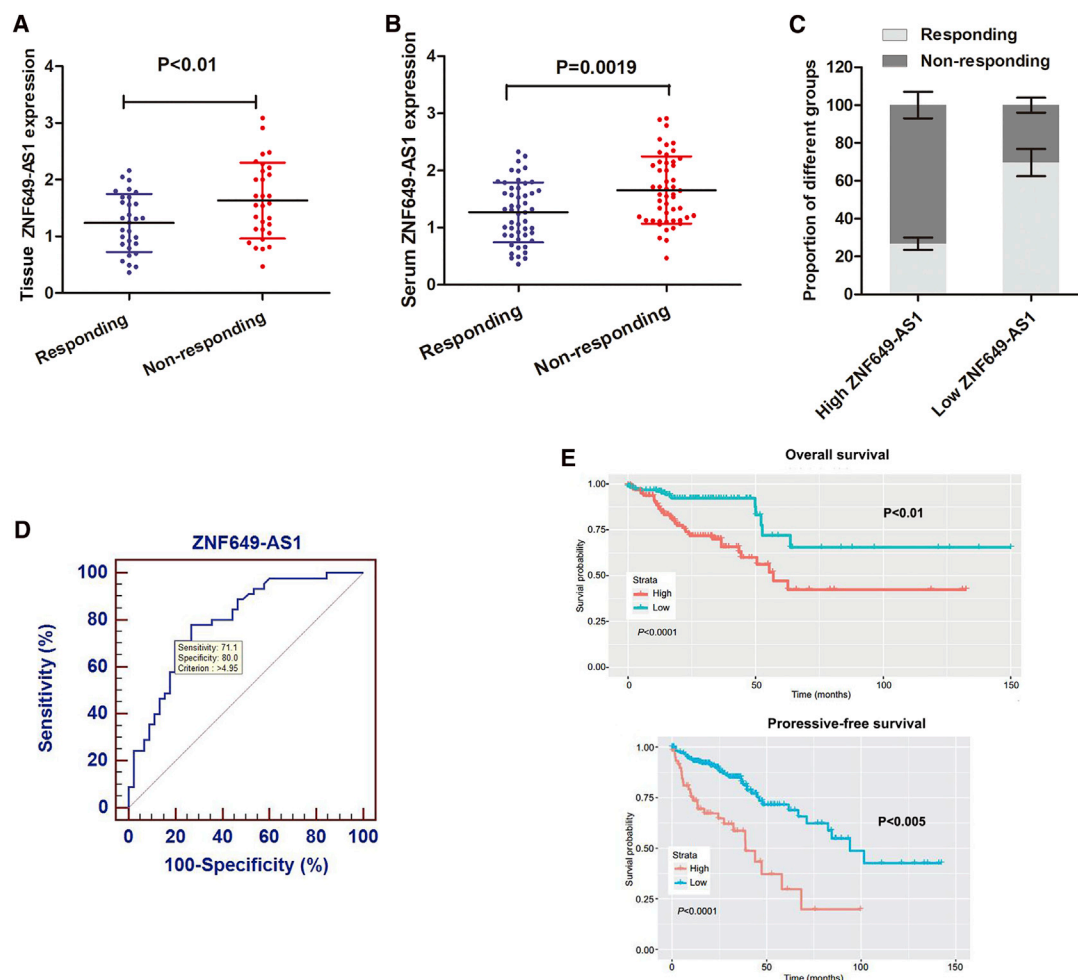 A
P<0.01
Tissue ZNF649-AS1 expression
4
3
2
1
0
Responding
Non-responding
B
P=0.0019
Serum ZNF649-AS1 expression
4
3
2
1
0
Responding
Non-responding
C
Responding
Non-responding
Proportion of different groups
120
100
80
60
40
20
0
High ZNF649-AS1
Low ZNF649-AS1
D
ZNF649-AS1
Sensitivity (%)
100
80
60
40
20
0
Sensitivity: 71.1
Specificity: 80.0
Criterion : >4.95
0 20 40 60 80 100
100-Specificity (%)
E
Overall survival
Survial probability
1.00
0.75
0.50
0.25
0.00
P<0.01
Strata
High
Low
P<0.0001
0 50 100 150
Time (months)
Proressive-free survival
Survial probability
1.00
0.75
0.50
0.25
0.00
P<0.005
Strata
High
Low
P<0.0001
0 50 100 150
Time (months)